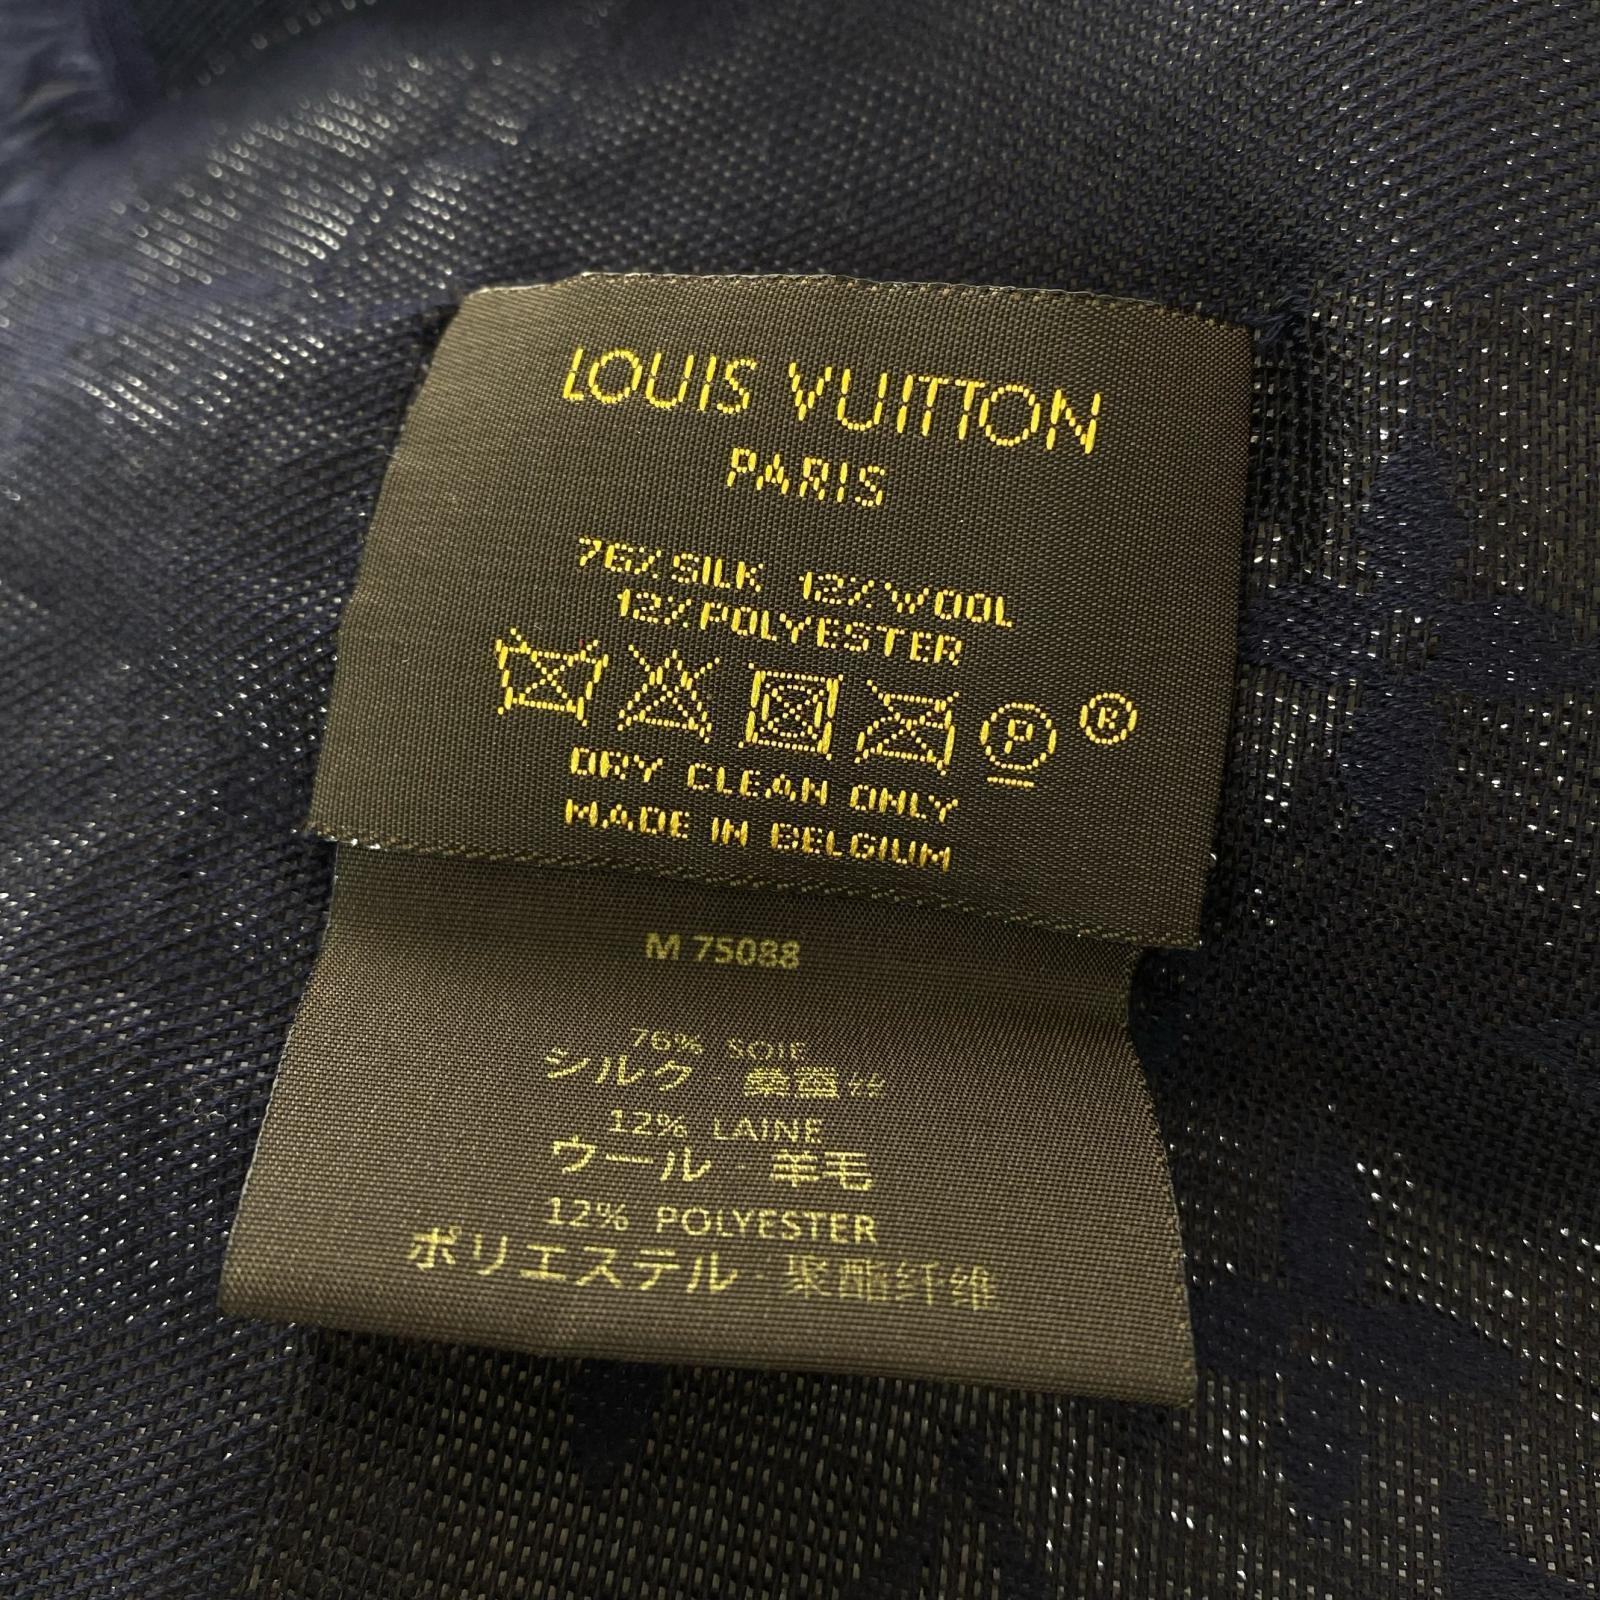 LOUIS VUITTON
PARIS
76% SILK 12% WOOL
12% POLYESTER
P ®
DRY CLEAN ONLY
MADE IN BELGIUM
M 75088
76% SOIE
シルク · 桑蚕丝
12% LAINE
ウール · 羊毛
12% POLYESTER
ポリエステル · 聚酯纤维